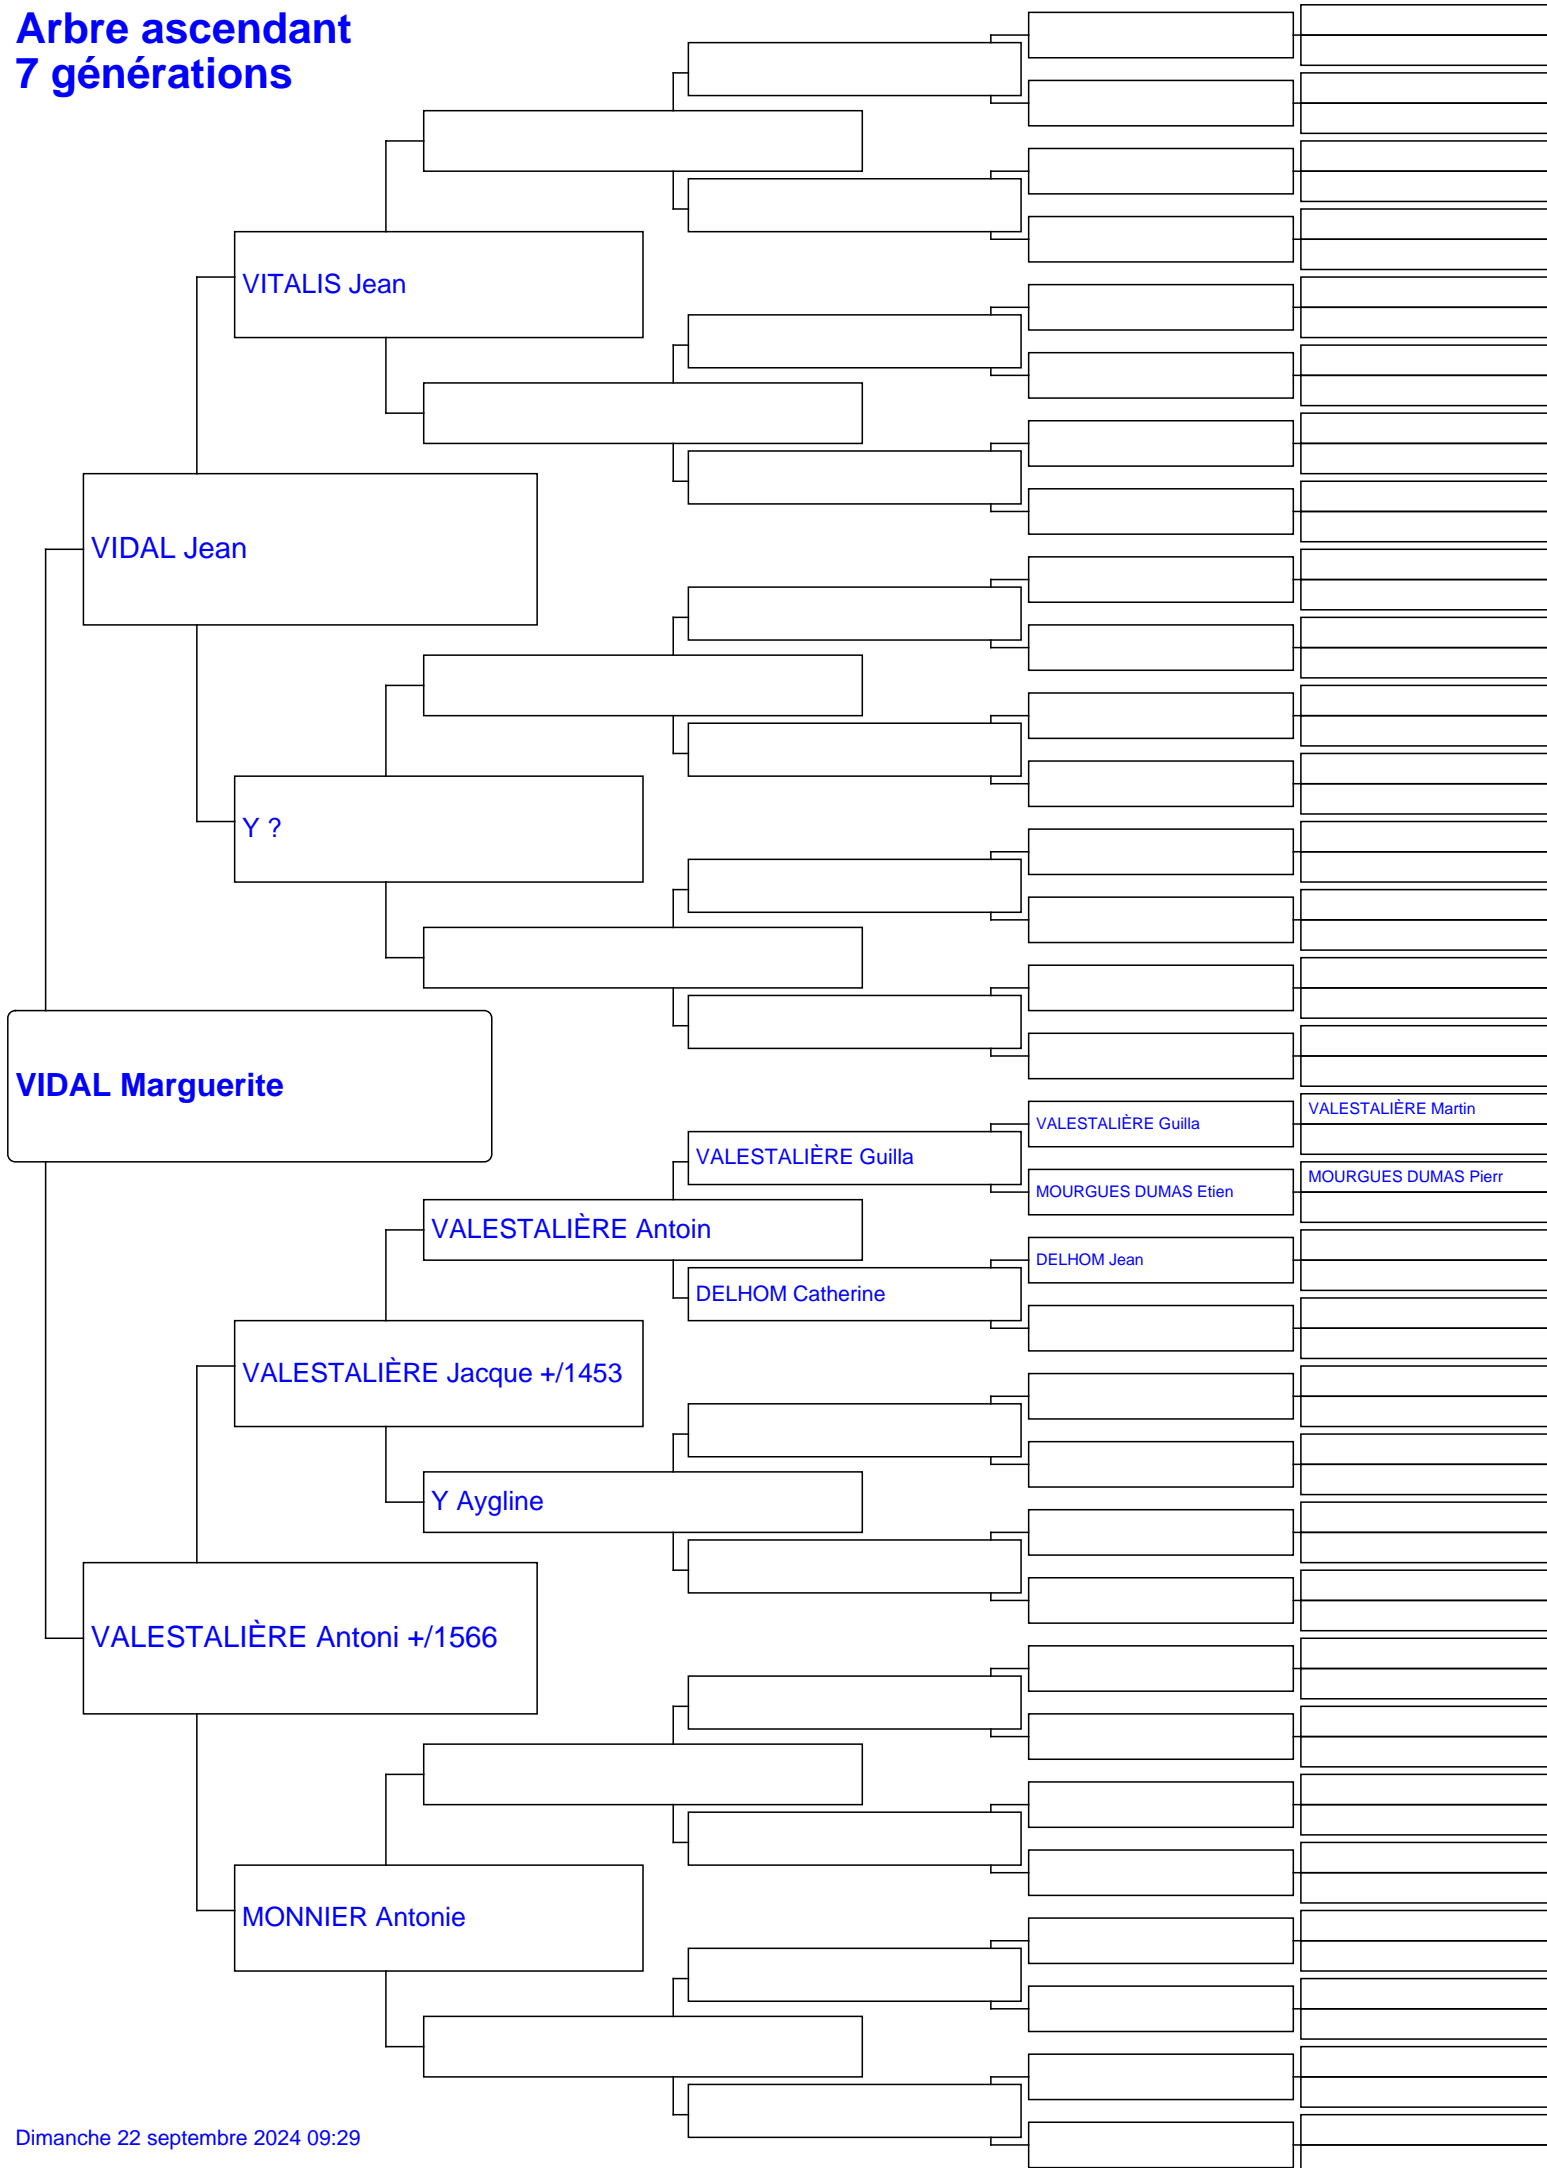 Arbre ascendant
7 générations
VITALIS Jean
VIDAL Jean
Y ?
VIDAL Marguerite
VALESTALIÈRE Martin
VALESTALIÈRE Guilla
VALESTALIÈRE Guilla
MOURGUES DUMAS Pierr
MOURGUES DUMAS Etien
VALESTALIÈRE Antoin
DELHOM Jean
DELHOM Catherine
VALESTALIÈRE Jacque +/1453
Y Aygline
VALESTALIÈRE Antoni +/1566
MONNIER Antonie
Dimanche 22 septembre 2024 09:29